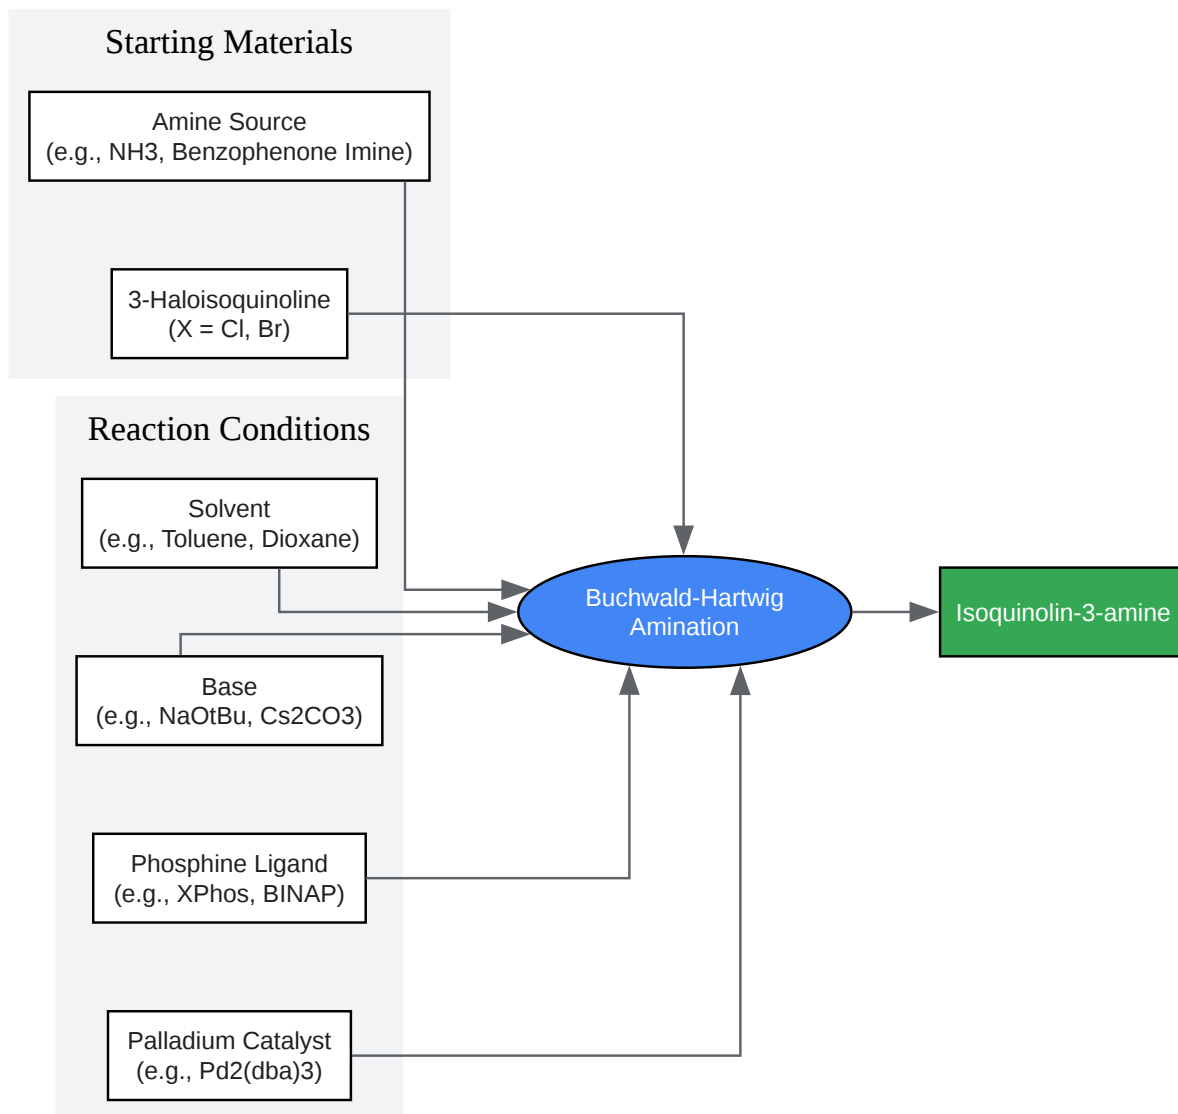 Starting Materials
Amine Source
(e.g., NH3, Benzophenone Imine)
3-Haloisoquinoline
(X = Cl, Br)
Reaction Conditions
Solvent
(e.g., Toluene, Dioxane)
Base
(e.g., NaOtBu, Cs2CO3)
Phosphine Ligand
(e.g., XPhos, BINAP)
Palladium Catalyst
(e.g., Pd2(dba)3)
Buchwald-Hartwig
Amination
Isoquinolin-3-amine